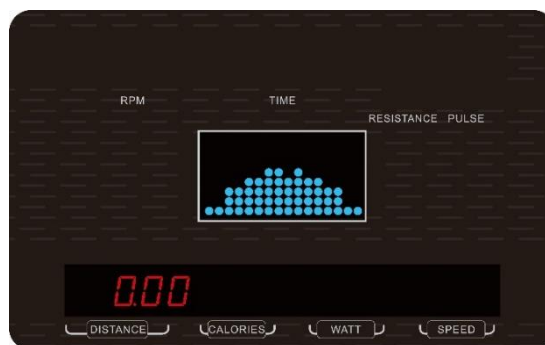 RPM TIME
RESISTANCE PULSE
0.00
DISTANCE CALORIES WATT SPEED